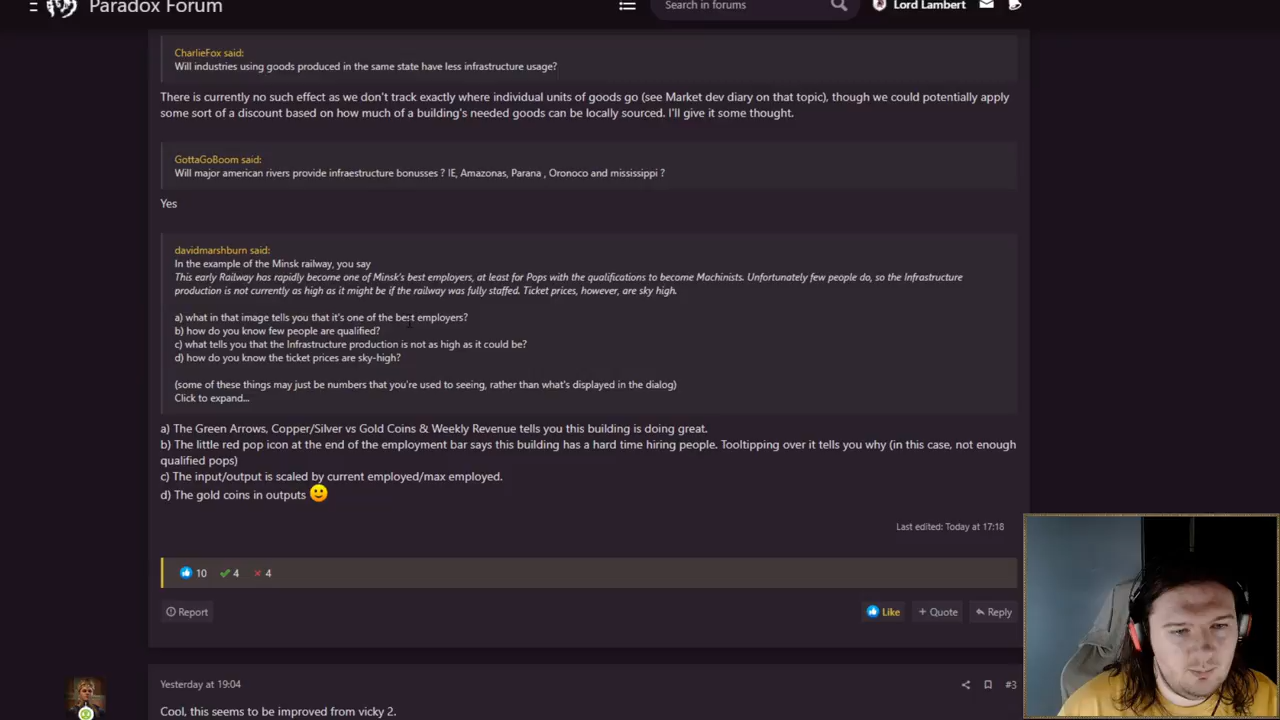 Paradox Forum
Search in forums
Lord Lambert
CharlieFox said:
Will industries using goods produced in the same state have less infrastructure usage?
There is currently no such effect as we don't track exactly where individual units of goods go (see Market dev diary on that topic), though we could potentially apply
some sort of a discount based on how much of a building's needed goods can be locally sourced. I'll give it some thought.
GottaGoBoom said:
Will major american rivers provide infraestructure bonusses ? IE, Amazonas, Parana , Oronoco and mississippi ?
Yes
davidmarshburn said:
In the example of the Minsk railway, you say
This early Railway has rapidly become one of Minsk's best employers, at least for Pops with the qualifications to become Machinists. Unfortunately few people do, so the Infrastructure
production is not currently as high as it might be if the railway was fully staffed. Ticket prices, however, are sky high.
a) what in that image tells you that it's one of the best employers?
b) how do you know few people are qualified?
c) what tells you that the Infrastructure production is not as high as it could be?
d) how do you know the ticket prices are sky-high?
(some of these things may just be numbers that you're used to seeing, rather than what's displayed in the dialog)
Click to expand...
a) The Green Arrows, Copper/Silver vs Gold Coins & Weekly Revenue tells you this building is doing great.
b) The little red pop icon at the end of the employment bar says this building has a hard time hiring people. Tooltipping over it tells you why (in this case, not enough
qualified pops)
c) The input/output is scaled by current employed/max employed.
d) The gold coins in outputs
Last edited: Today at 17:18
10 4 4
Report Like + Quote Reply
Yesterday at 19:04 #3
Cool, this seems to be improved from vicky 2.